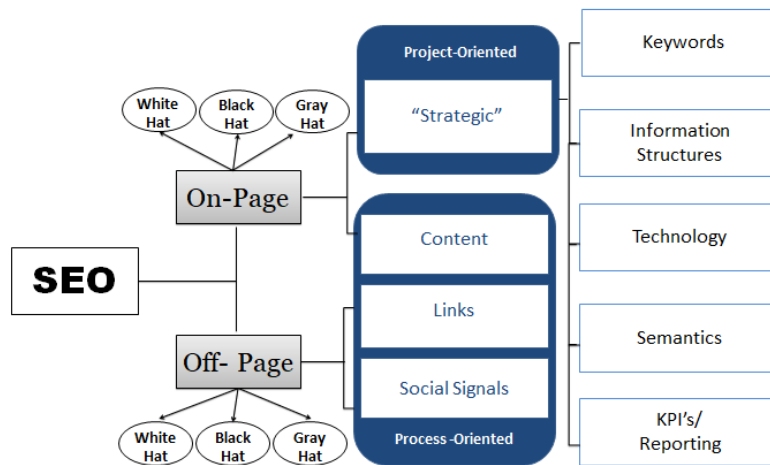 Project-Oriented
Keywords
White
Hat
Black
Hat
Gray
Hat
“Strategic”
Information
Structures
On-Page
Content
Technology
SEO
Links
Semantics
Off- Page
Social Signals
KPI's/
Reporting
White
Hat
Black
Hat
Gray
Hat
Process -Oriented